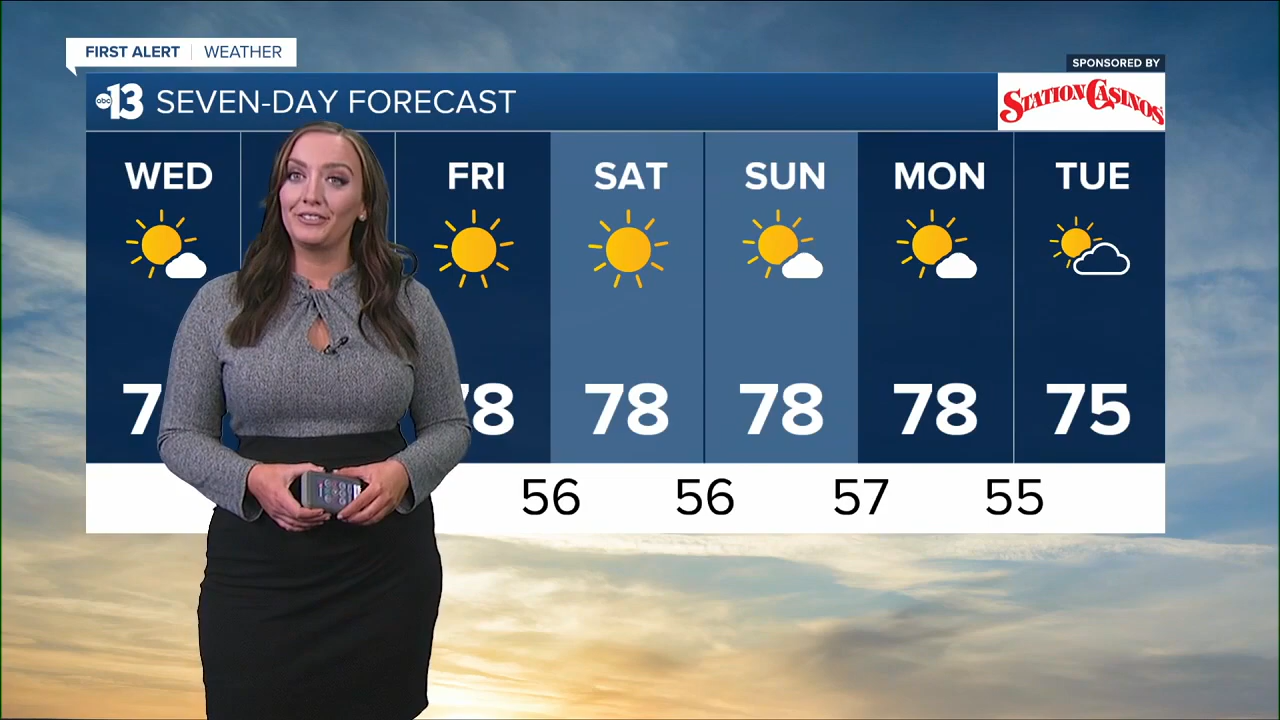 FIRST ALERT | WEATHER
SPONSORED BY
abc 13 SEVEN-DAY FORECAST
STATION CASINOS
WED FRI SAT SUN MON TUE
78 78 78 75
56 56 57 55